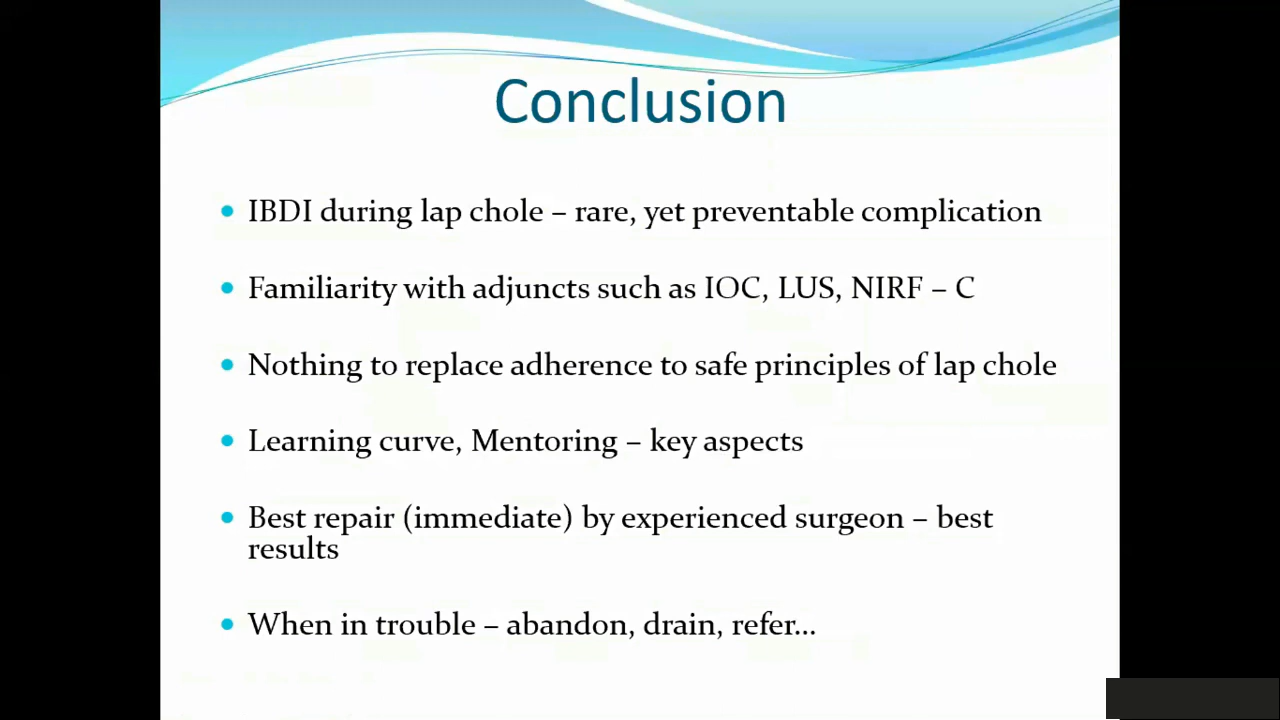 Conclusion
• IBDI during lap chole – rare, yet preventable complication
• Familiarity with adjuncts such as IOC, LUS, NIRF – C
• Nothing to replace adherence to safe principles of lap chole
• Learning curve, Mentoring – key aspects
• Best repair (immediate) by experienced surgeon – best
results
• When in trouble – abandon, drain, refer...